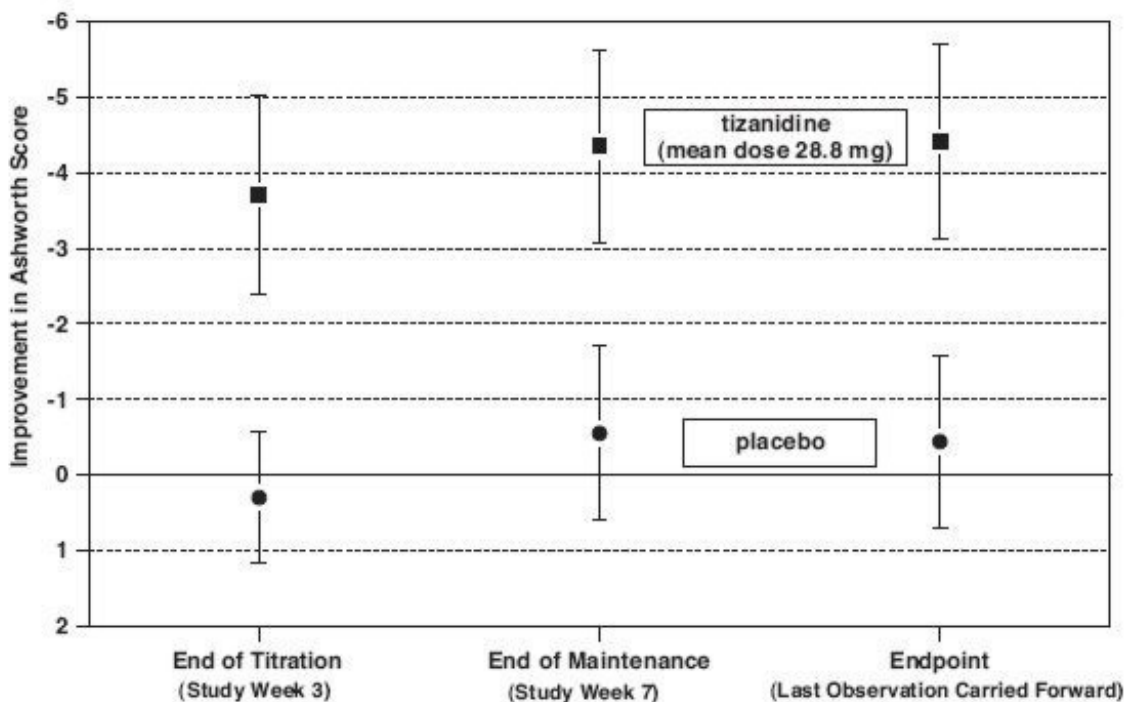 Improvement in Ashworth Score
-6
-5
-4
-3
-2
-1
0
1
2
tizanidine
(mean dose 28.8 mg)
placebo
End of Titration
(Study Week 3)
End of Maintenance
(Study Week 7)
Endpoint
(Last Observation Carried Forward)